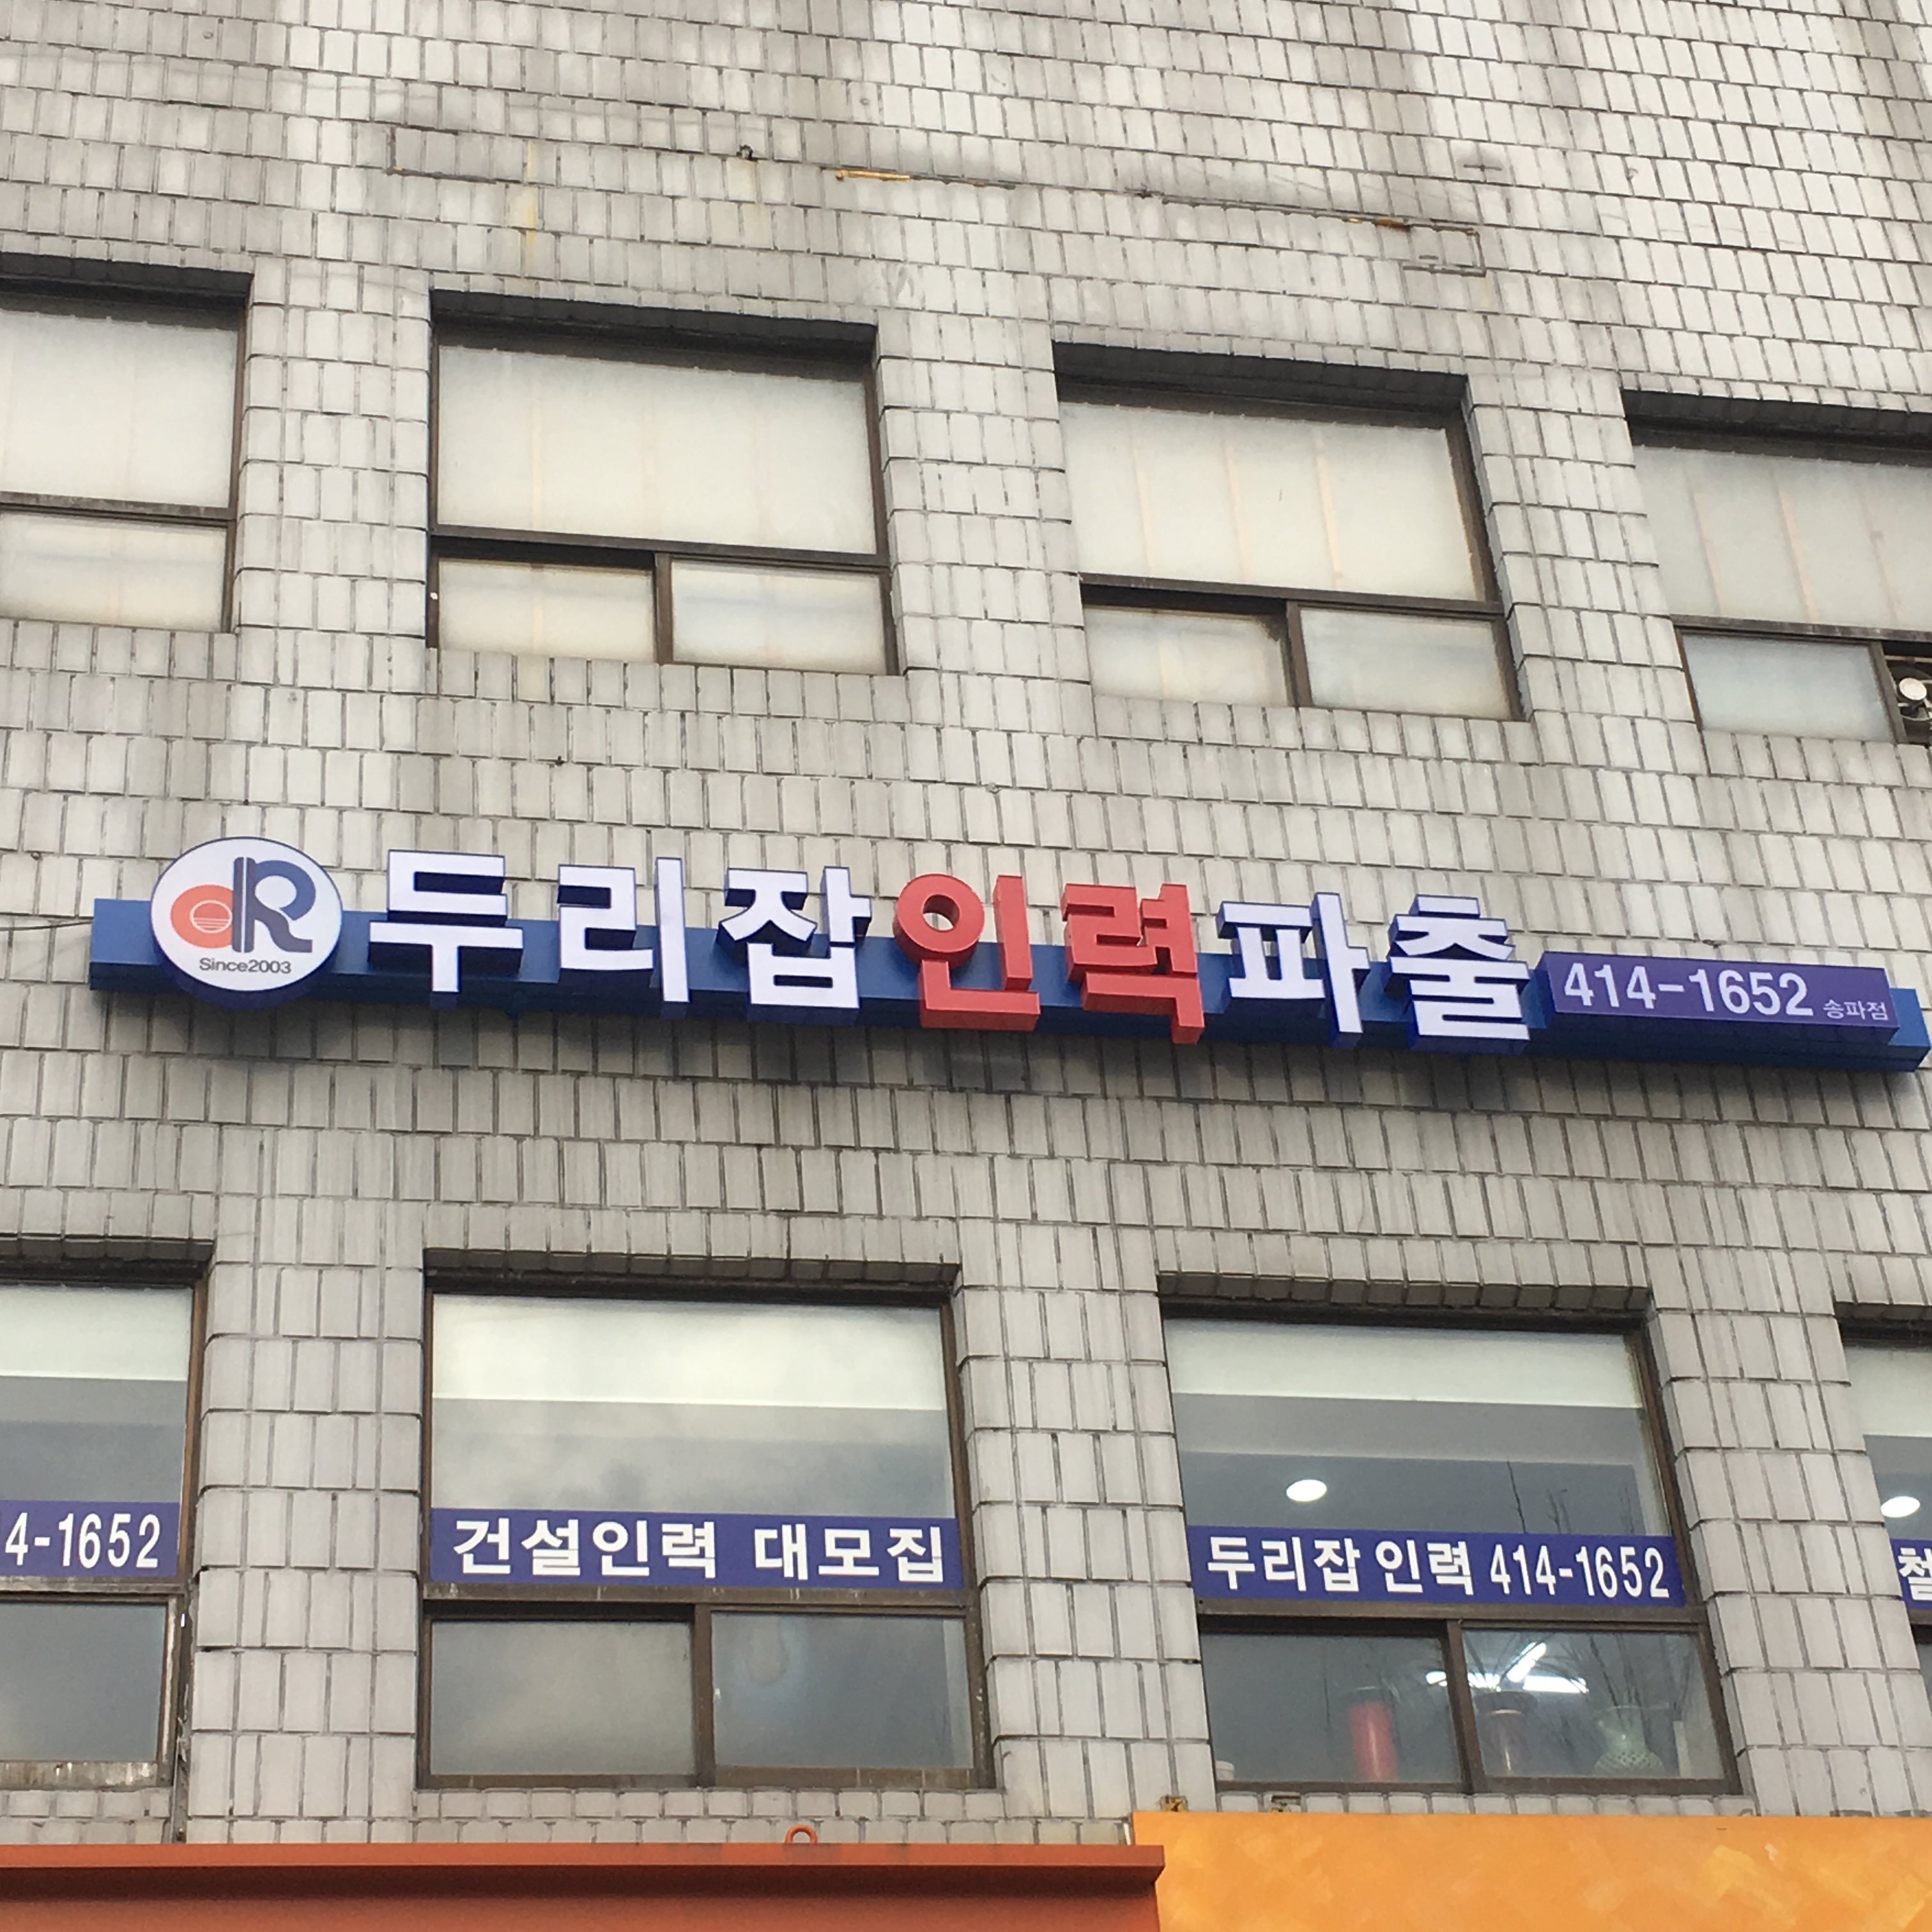 dR
Since2003
두리잡인력파출
414-1652 송파점
4-1652
건설인력 대모집
두리잡 인력 414-1652
철